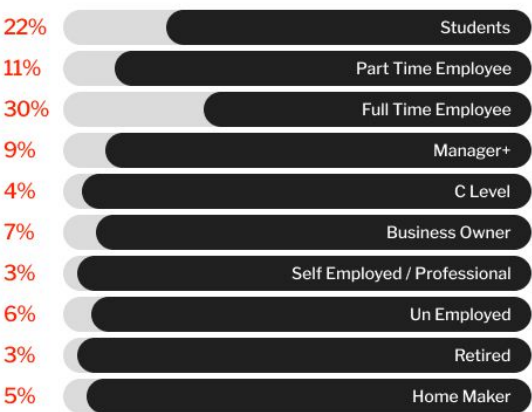 22% Students
11% Part Time Employee
30% Full Time Employee
9% Manager+
4% C Level
7% Business Owner
3% Self Employed / Professional
6% Un Employed
3% Retired
5% Home Maker